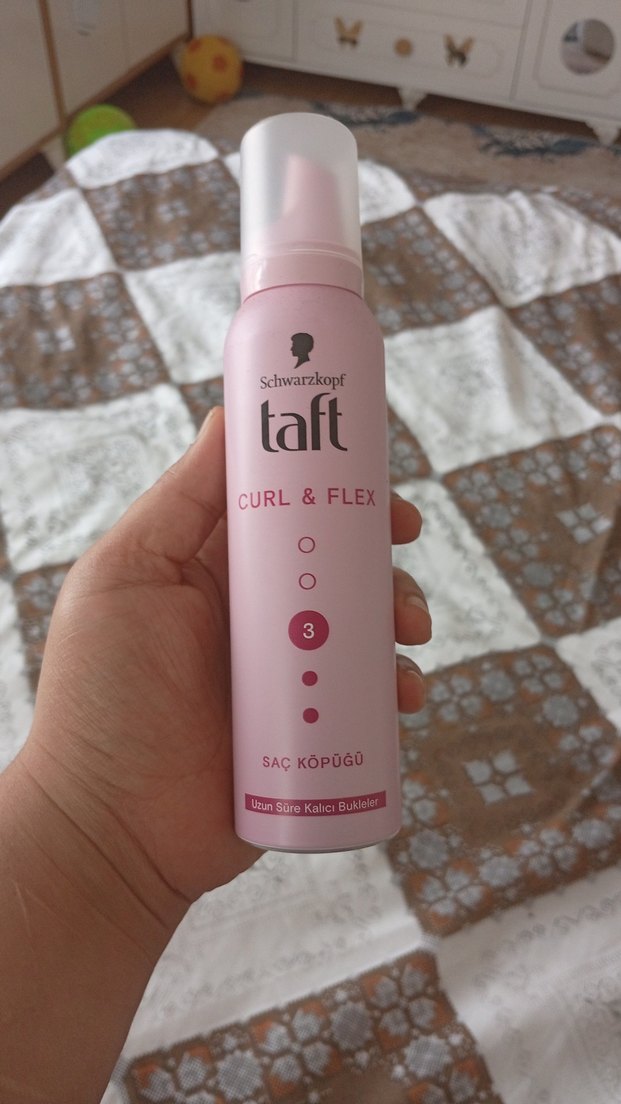 Schwarzkopf
taft
CURL & FLEX
3
SAÇ KÖPÜĞÜ
Uzun Süre Kalıcı Bukleler